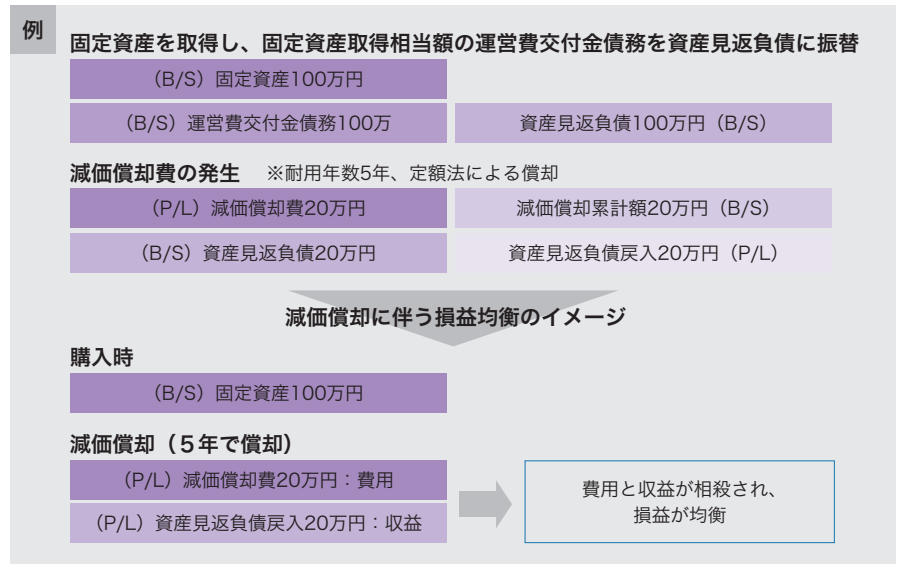 例
固定資産を取得し、固定資産取得相当額の運営費交付金債務を資産見返負債に振替
（B/S）固定資産100万円
（B/S）運営費交付金債務100万　資産見返負債100万円（B/S）
減価償却費の発生　※耐用年数5年、定額法による償却
（P/L）減価償却費20万円　減価償却累計額20万円（B/S）
（B/S）資産見返負債20万円　資産見返負債戻入20万円（P/L）
減価償却に伴う損益均衡のイメージ
購入時
（B/S）固定資産100万円
減価償却（５年で償却）
（P/L）減価償却費20万円：費用
（P/L）資産見返負債戻入20万円：収益
費用と収益が相殺され、
損益が均衡